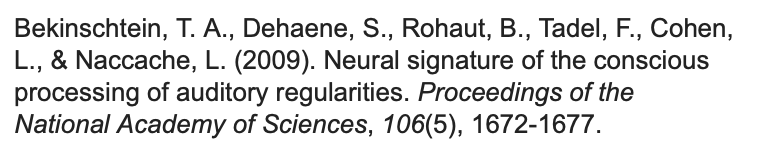 Bekinschtein, T. A., Dehaene, S., Rohaut, B., Tadel, F., Cohen,
L., & Naccache, L. (2009). Neural signature of the conscious
processing of auditory regularities. Proceedings of the
National Academy of Sciences, 106(5), 1672-1677.